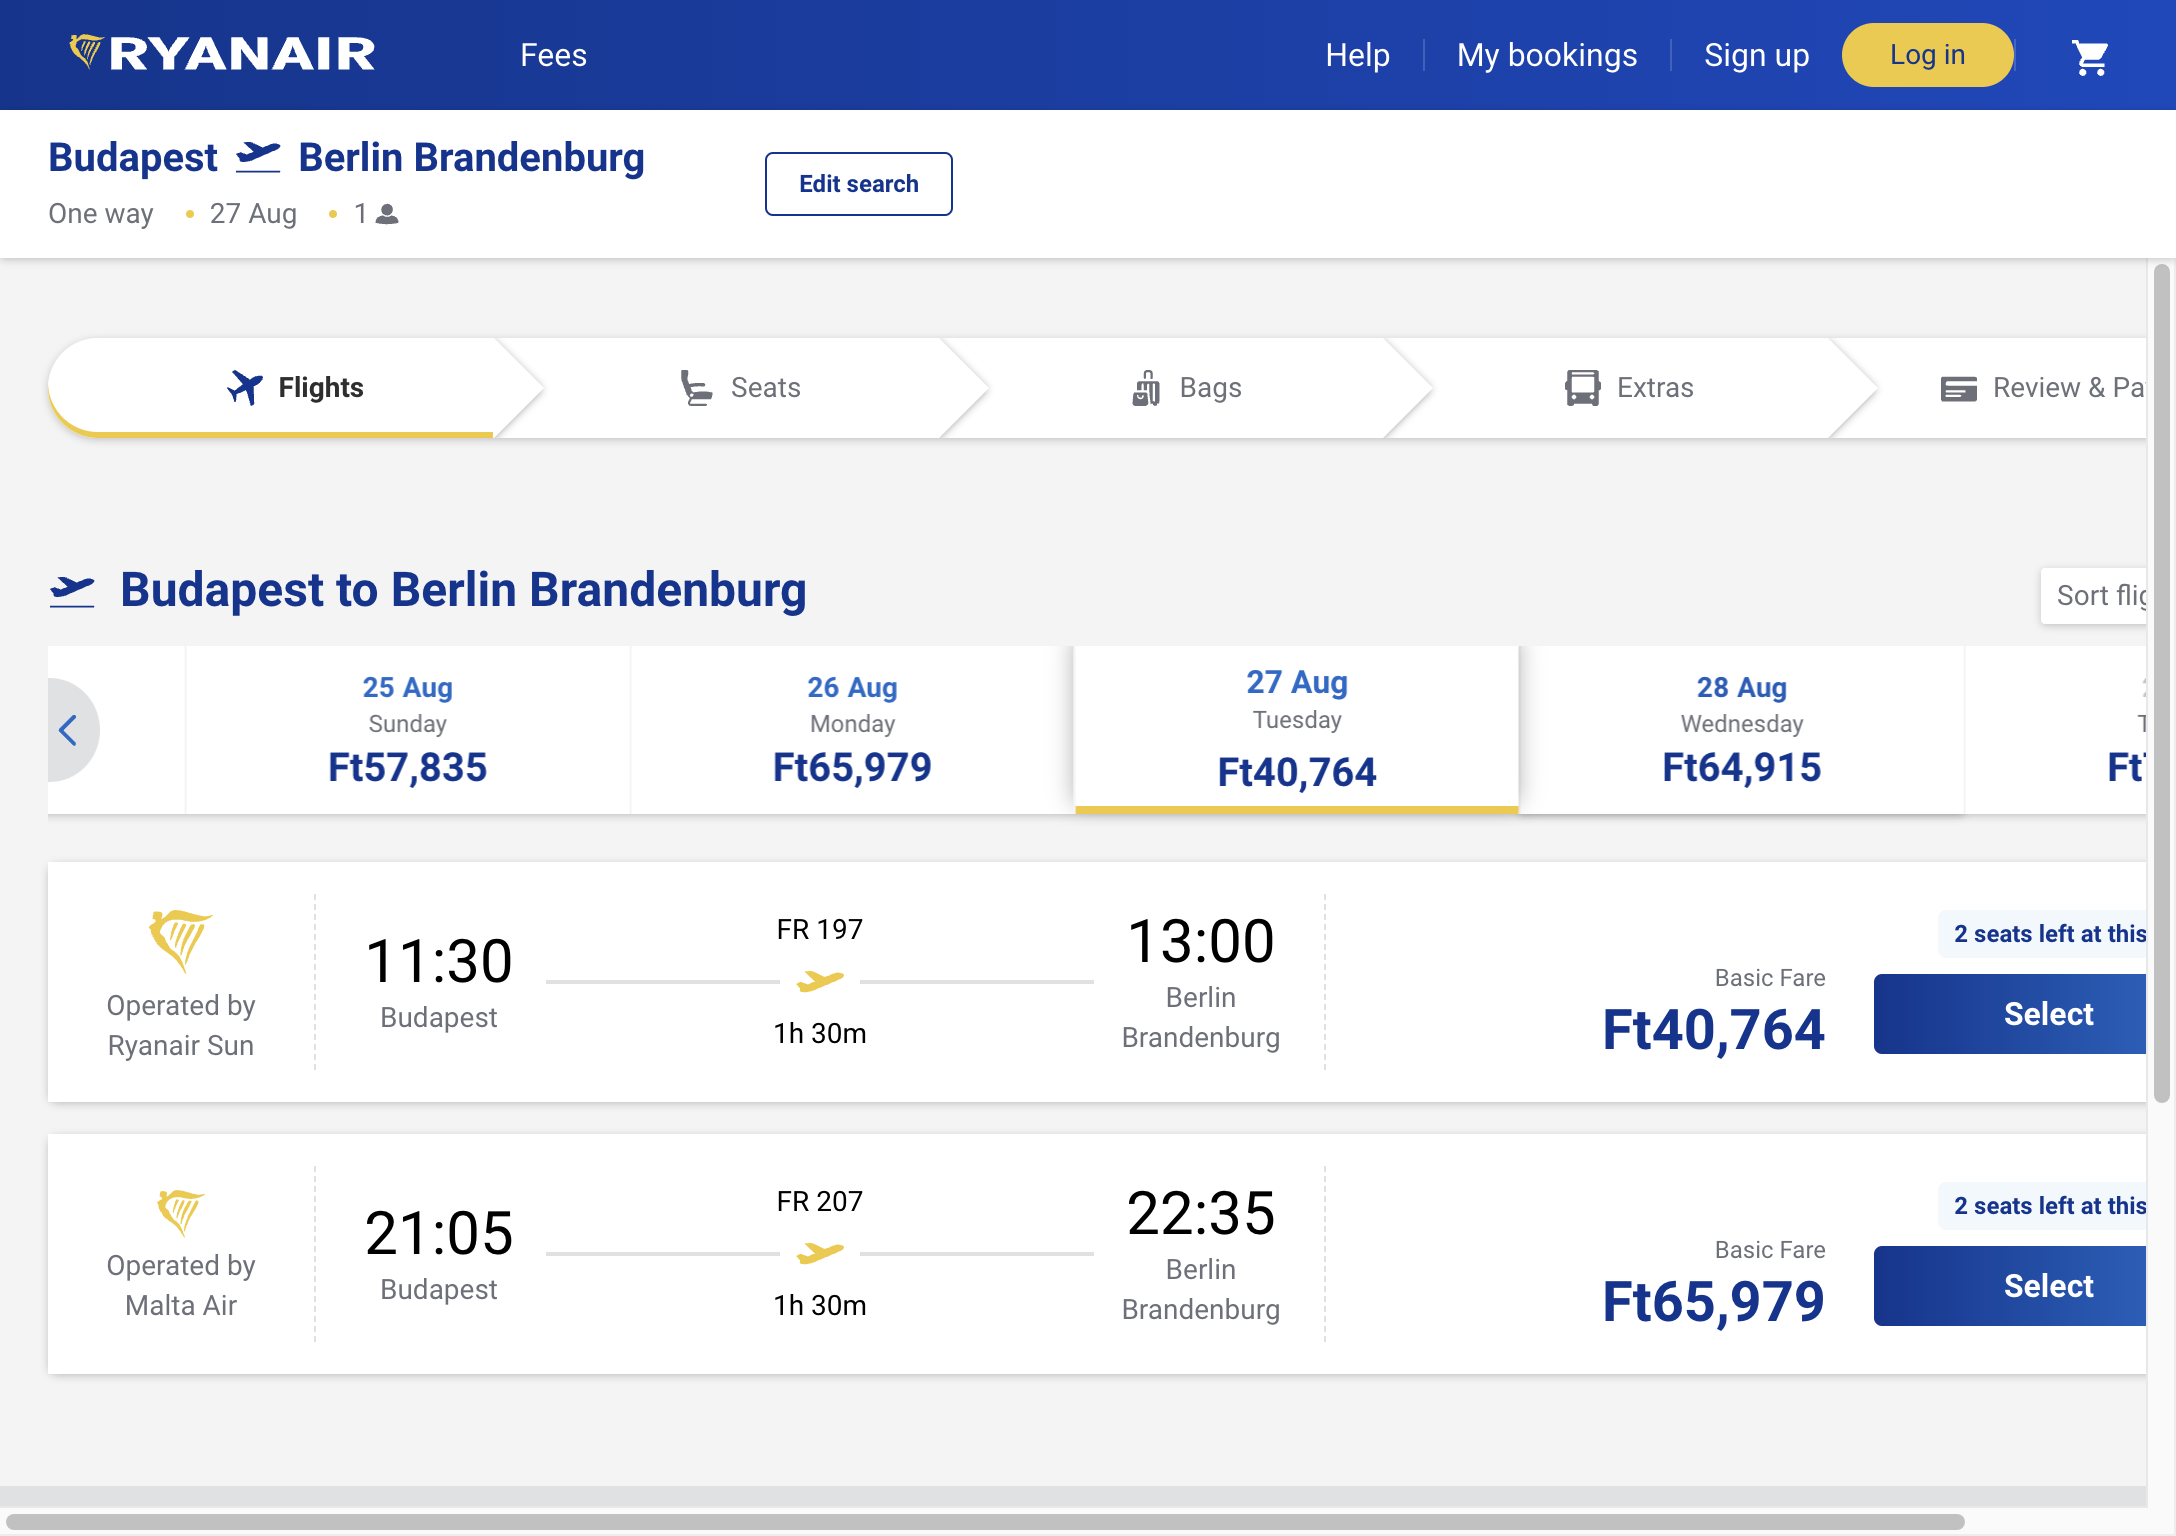 RYANAIR
Fees
Help
My bookings
Sign up
Log in
Budapest Berlin Brandenburg
One way • 27 Aug • 1
Edit search
Flights
Seats
Bags
Extras
Review & Pa
Budapest to Berlin Brandenburg
Sort flig
25 Aug
Sunday
Ft57,835
26 Aug
Monday
Ft65,979
27 Aug
Tuesday
Ft40,764
28 Aug
Wednesday
Ft64,915
Operated by
Ryanair Sun
11:30
Budapest
FR 197
1h 30m
13:00
Berlin
Brandenburg
Basic Fare
Ft40,764
2 seats left at this
Select
Operated by
Malta Air
21:05
Budapest
FR 207
1h 30m
22:35
Berlin
Brandenburg
Basic Fare
Ft65,979
2 seats left at this
Select